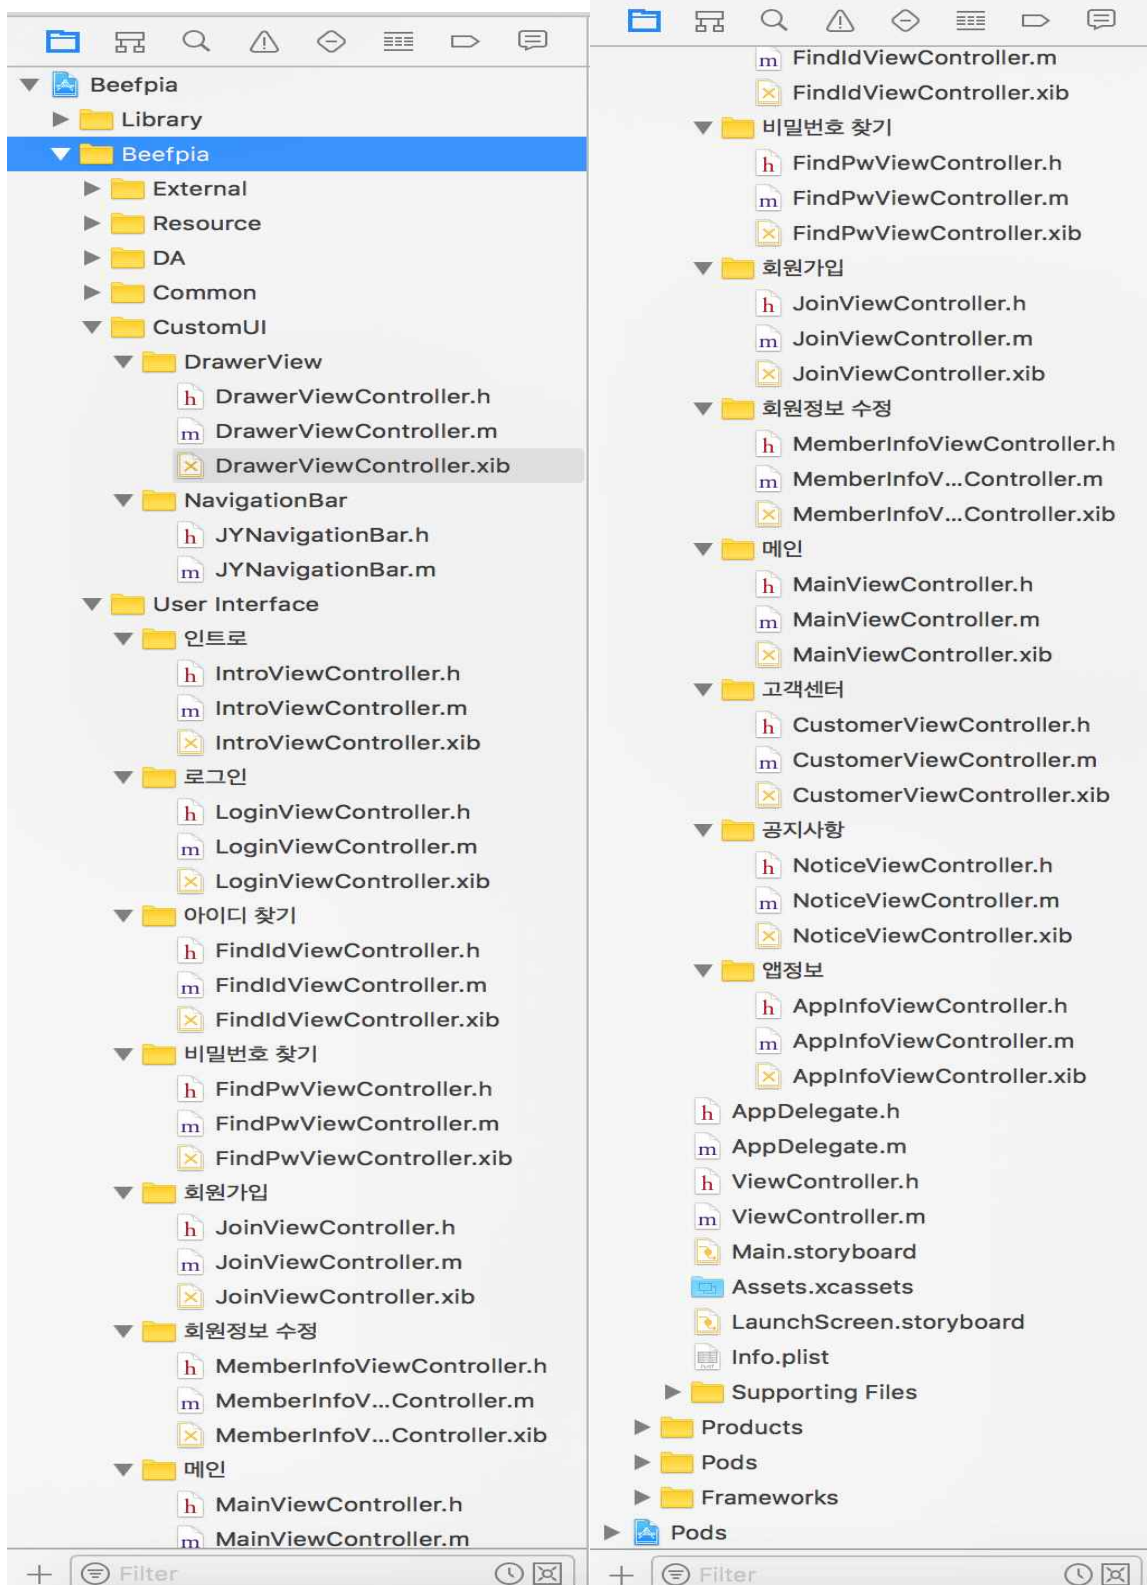 Beefpia
Library
Beefpia
External
Resource
DA
Common
CustomUI
DrawerView
h DrawerViewController.h
m DrawerViewController.m
DrawerViewController.xib
NavigationBar
h JYNavigationBar.h
m JYNavigationBar.m
User Interface
인트로
h IntroViewController.h
m IntroViewController.m
IntroViewController.xib
로그인
h LoginViewController.h
m LoginViewController.m
LoginViewController.xib
아이디 찾기
h FindIdViewController.h
m FindIdViewController.m
FindIdViewController.xib
비밀번호 찾기
h FindPwViewController.h
m FindPwViewController.m
FindPwViewController.xib
회원가입
h JoinViewController.h
m JoinViewController.m
JoinViewController.xib
회원정보 수정
h MemberInfoViewController.h
m MemberInfoV...Controller.m
MemberInfoV...Controller.xib
메인
h MainViewController.h
m MainViewController.m
Filter
m FindIdViewController.m
FindIdViewController.xib
비밀번호 찾기
h FindPwViewController.h
m FindPwViewController.m
FindPwViewController.xib
회원가입
h JoinViewController.h
m JoinViewController.m
JoinViewController.xib
회원정보 수정
h MemberInfoViewController.h
m MemberInfoV...Controller.m
MemberInfoV...Controller.xib
메인
h MainViewController.h
m MainViewController.m
MainViewController.xib
고객센터
h CustomerViewController.h
m CustomerViewController.m
CustomerViewController.xib
공지사항
h NoticeViewController.h
m NoticeViewController.m
NoticeViewController.xib
앱정보
h AppInfoViewController.h
m AppInfoViewController.m
AppInfoViewController.xib
h AppDelegate.h
m AppDelegate.m
h ViewController.h
m ViewController.m
Main.storyboard
Assets.xcassets
LaunchScreen.storyboard
Info.plist
Supporting Files
Products
Pods
Frameworks
Pods
Filter